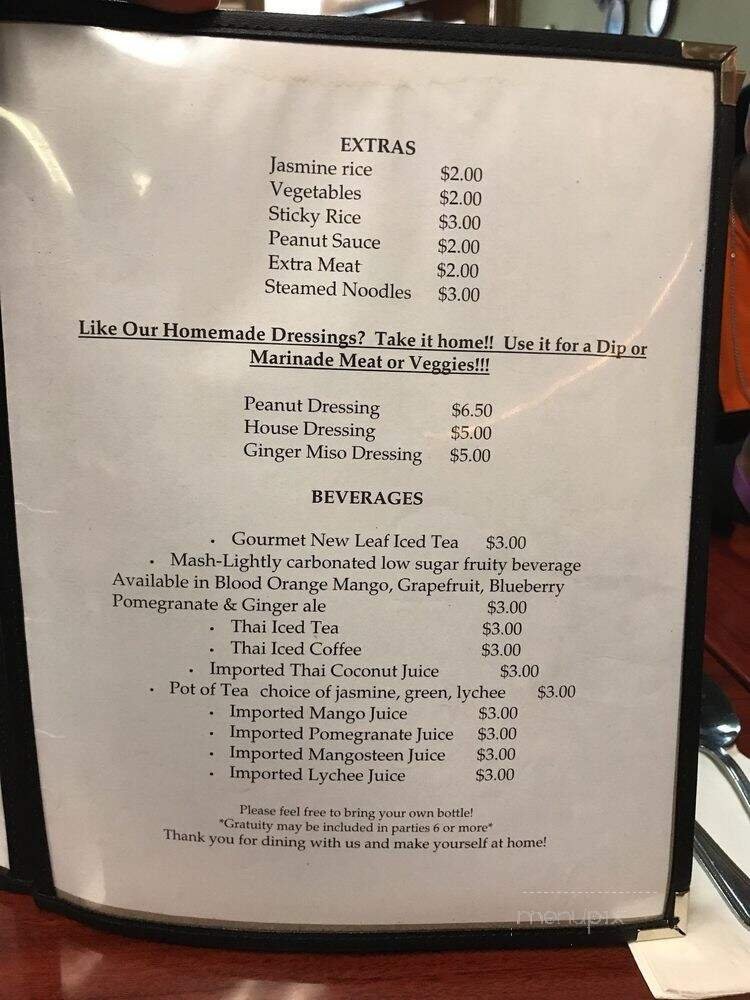 EXTRAS
Jasmine rice $2.00
Vegetables $2.00
Sticky Rice $3.00
Peanut Sauce $2.00
Extra Meat $2.00
Steamed Noodles $3.00
Like Our Homemade Dressings? Take it home!! Use it for a Dip or
Marinade Meat or Veggies!!!
Peanut Dressing $6.50
House Dressing $5.00
Ginger Miso Dressing $5.00
BEVERAGES
• Gourmet New Leaf Iced Tea $3.00
• Mash-Lightly carbonated low sugar fruity beverage
Available in Blood Orange Mango, Grapefruit, Blueberry
Pomegranate & Ginger ale $3.00
• Thai Iced Tea $3.00
• Thai Iced Coffee $3.00
• Imported Thai Coconut Juice $3.00
• Pot of Tea choice of jasmine, green, lychee $3.00
• Imported Mango Juice $3.00
• Imported Pomegranate Juice $3.00
• Imported Mangosteen Juice $3.00
• Imported Lychee Juice $3.00
Please feel free to bring your own bottle!
*Gratuity may be included in parties 6 or more*
Thank you for dining with us and make yourself at home!
menupix